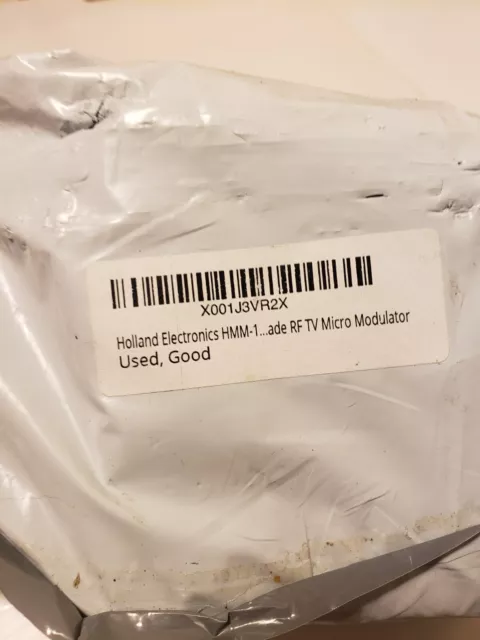 X001J3VR2X
Holland Electronics HMM-1...ade RF TV Micro Modulator
Used, Good